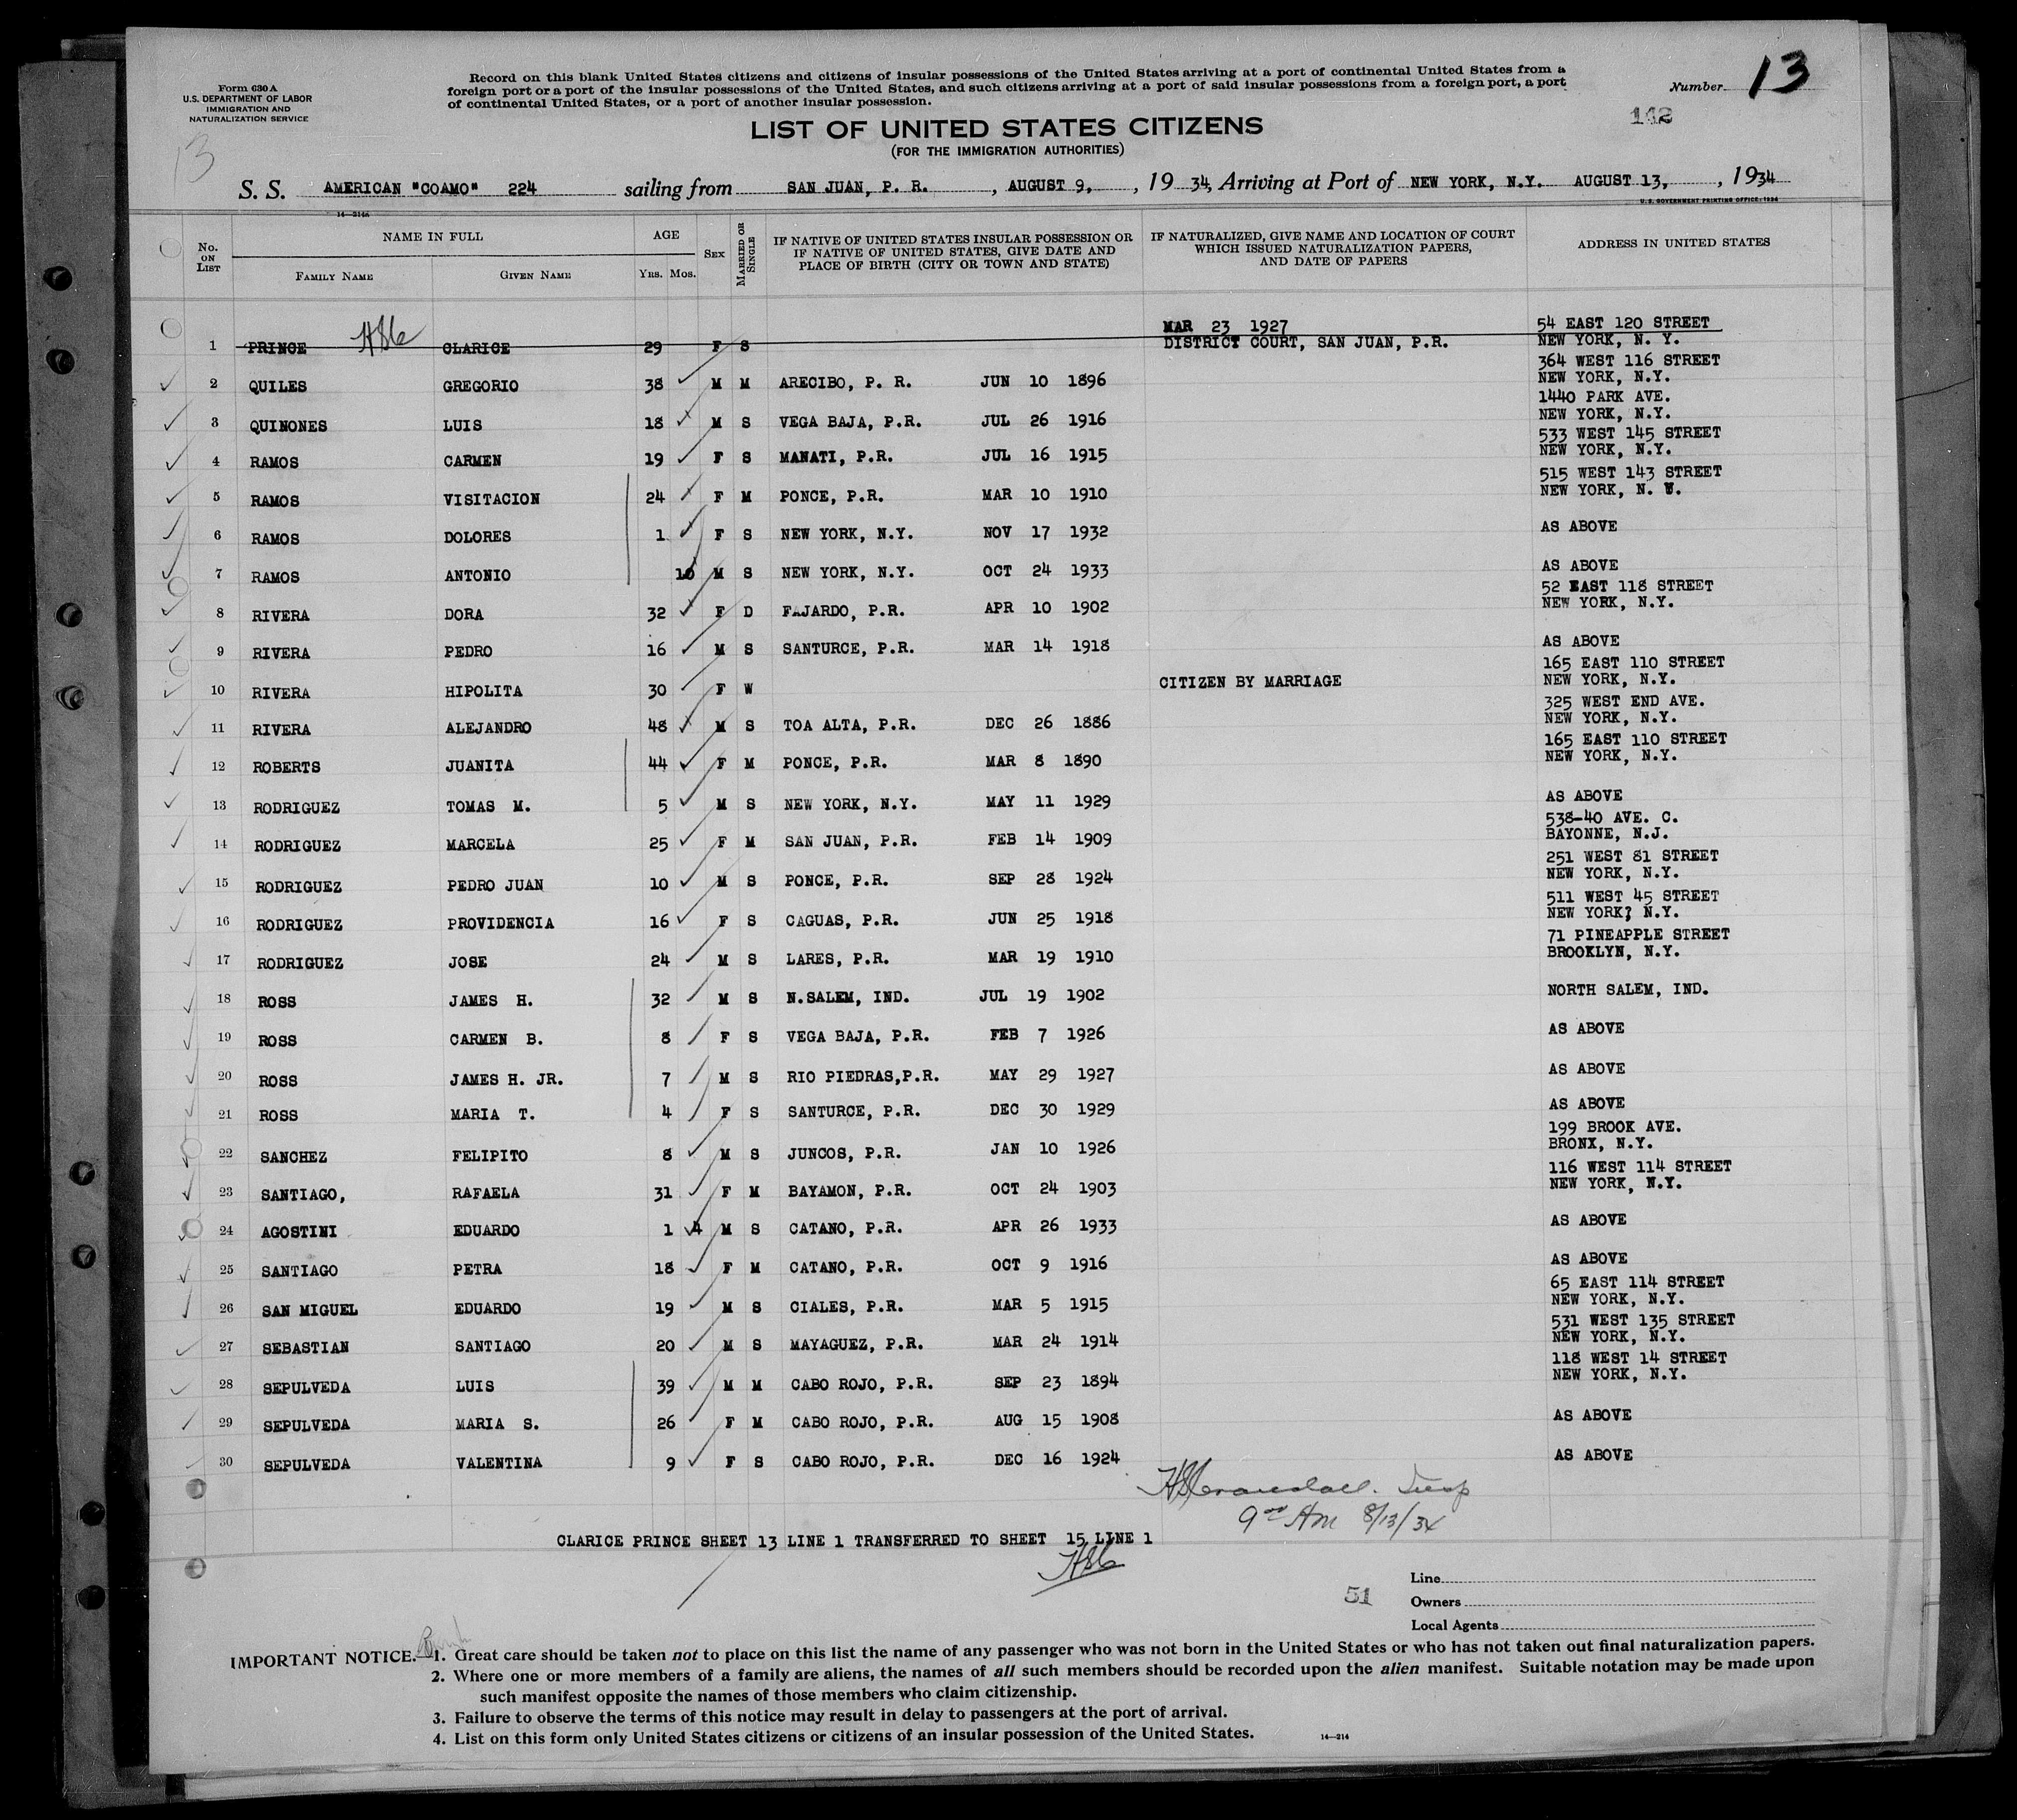 Form 630 A
U.S. DEPARTMENT OF LABOR
IMMIGRATION AND
NATURALIZATION SERVICE
Record on this blank United States citizens and citizens of insular possessions of the United States arriving at a port of continental United States from a
foreign port or a port of the insular possessions of the United States, and such citizens arriving at a port of said insular possessions from a foreign port, a port
of continental United States, or a port of another insular possession.
Number 13
142
LIST OF UNITED STATES CITIZENS
(FOR THE IMMIGRATION AUTHORITIES)
13
S. S. AMERICAN "COAMO" 224 sailing from SAN JUAN, P. R. , AUGUST 9, , 19 34, Arriving at Port of NEW YORK, N.Y. AUGUST 13, , 1934
14—214a
U. S. GOVERNMENT PRINTING OFFICE: 1934
No. ON LIST
NAME IN FULL
FAMILY NAME GIVEN NAME
AGE
YRS. MOS.
SEX
MARRIED OR SINGLE
IF NATIVE OF UNITED STATES INSULAR POSSESSION OR
IF NATIVE OF UNITED STATES, GIVE DATE AND
PLACE OF BIRTH (CITY OR TOWN AND STATE)
IF NATURALIZED, GIVE NAME AND LOCATION OF COURT
WHICH ISSUED NATURALIZATION PAPERS,
AND DATE OF PAPERS
ADDRESS IN UNITED STATES
MAR 23 1927 54 EAST 120 STREET
1 PRINCE HSC CLARICE 29 F S DISTRICT COURT, SAN JUAN, P.R. NEW YORK, N. Y.
364 WEST 116 STREET
2 QUILES GREGORIO 38 M M ARECIBO, P. R. JUN 10 1896 NEW YORK, N.Y.
1440 PARK AVE.
3 QUINONES LUIS 18 M S VEGA BAJA, P.R. JUL 26 1916 NEW YORK, N.Y.
533 WEST 145 STREET
4 RAMOS CARMEN 19 F S MANATI, P.R. JUL 16 1915 NEW YORK, N.Y.
515 WEST 143 STREET
5 RAMOS VISITACION 24 F M PONCE, P.R. MAR 10 1910 NEW YORK, N. Y.
6 RAMOS DOLORES 1 F S NEW YORK, N.Y. NOV 17 1932 AS ABOVE
7 RAMOS ANTONIO 10 M S NEW YORK, N.Y. OCT 24 1933 AS ABOVE
52 EAST 118 STREET
8 RIVERA DORA 32 F D FAJARDO, P.R. APR 10 1902 NEW YORK, N.Y.
9 RIVERA PEDRO 16 M S SANTURCE, P.R. MAR 14 1918 AS ABOVE
165 EAST 110 STREET
10 RIVERA HIPOLITA 30 F W CITIZEN BY MARRIAGE NEW YORK, N.Y.
325 WEST END AVE.
11 RIVERA ALEJANDRO 48 M S TOA ALTA, P.R. DEC 26 1886 NEW YORK, N.Y.
165 EAST 110 STREET
12 ROBERTS JUANITA 44 F M PONCE, P.R. MAR 8 1890 NEW YORK, N.Y.
13 RODRIGUEZ TOMAS M. 5 M S NEW YORK, N.Y. MAY 11 1929 AS ABOVE
538-40 AVE. C.
14 RODRIGUEZ MARCELA 25 F M SAN JUAN, P.R. FEB 14 1909 BAYONNE, N.J.
251 WEST 81 STREET
15 RODRIGUEZ PEDRO JUAN 10 M S PONCE, P.R. SEP 28 1924 NEW YORK, N.Y.
511 WEST 45 STREET
16 RODRIGUEZ PROVIDENCIA 16 F S CAGUAS, P.R. JUN 25 1918 NEW YORK? N.Y.
71 PINEAPPLE STREET
17 RODRIGUEZ JOSE 24 M S LARES, P.R. MAR 19 1910 BROOKLYN, N.Y.
18 ROSS JAMES H. 32 M S N.SALEM, IND. JUL 19 1902 NORTH SALEM, IND.
19 ROSS CARMEN B. 8 F S VEGA BAJA, P.R. FEB 7 1926 AS ABOVE
20 ROSS JAMES H. JR. 7 M S RIO PIEDRAS,P.R. MAY 29 1927 AS ABOVE
21 ROSS MARIA T. 4 F S SANTURCE, P.R. DEC 30 1929 AS ABOVE
199 BROOK AVE.
22 SANCHEZ FELIPITO 8 M S JUNCOS, P.R. JAN 10 1926 BRONX, N.Y.
116 WEST 114 STREET
23 SANTIAGO, RAFAELA 31 F M BAYAMON, P.R. OCT 24 1903 NEW YORK, N.Y.
24 AGOSTINI EDUARDO 1 4 M S CATANO, P.R. APR 26 1933 AS ABOVE
25 SANTIAGO PETRA 18 F M CATANO, P.R. OCT 9 1916 AS ABOVE
65 EAST 114 STREET
26 SAN MIGUEL EDUARDO 19 M S CIALES, P.R. MAR 5 1915 NEW YORK, N.Y.
531 WEST 135 STREET
27 SEBASTIAN SANTIAGO 20 M S MAYAGUEZ, P.R. MAR 24 1914 NEW YORK, N.Y.
118 WEST 14 STREET
28 SEPULVEDA LUIS 39 M M CABO ROJO, P.R. SEP 23 1894 NEW YORK, N.Y.
29 SEPULVEDA MARIA S. 26 F M CABO ROJO, P.R. AUG 15 1908 AS ABOVE
30 SEPULVEDA VALENTINA 9 F S CABO ROJO, P.R. DEC 16 1924 AS ABOVE
HSCrandall. Insp
9 00 AM 8/13/34
CLARICE PRINCE SHEET 13 LINE 1 TRANSFERRED TO SHEET 15 LINE 1
HSC
51
Line
Owners
Local Agents
IMPORTANT NOTICE. 1. Great care should be taken not to place on this list the name of any passenger who was not born in the United States or who has not taken out final naturalization papers.
2. Where one or more members of a family are aliens, the names of all such members should be recorded upon the alien manifest. Suitable notation may be made upon
such manifest opposite the names of those members who claim citizenship.
3. Failure to observe the terms of this notice may result in delay to passengers at the port of arrival.
4. List on this form only United States citizens or citizens of an insular possession of the United States.
14—214